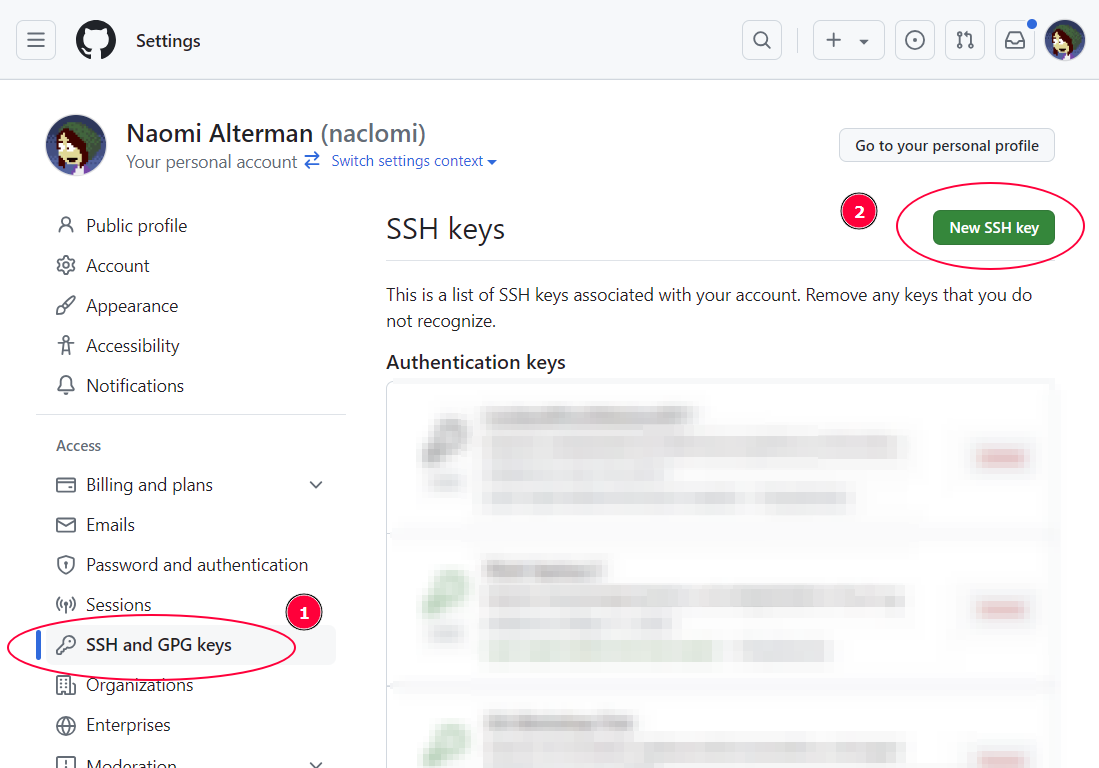 Settings
Naomi Alterman (naclomi)
Your personal account Switch settings context
Go to your personal profile
Public profile
Account
Appearance
Accessibility
Notifications
Access
Billing and plans
Emails
Password and authentication
Sessions
1
SSH and GPG keys
Organizations
Enterprises
Moderation
SSH keys
2
New SSH key
This is a list of SSH keys associated with your account. Remove any keys that you do
not recognize.
Authentication keys